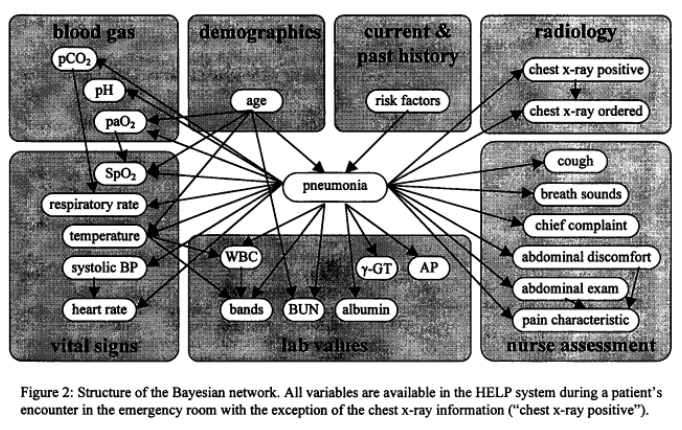 blood gas
pCO₂
pH
paO₂
demographics
age
current &
past history
risk factors
radiology
chest x-ray positive
chest x-ray ordered
pneumonia
SpO₂
respiratory rate
temperature
systolic BP
heart rate
vital signs
WBC
γ-GT
AP
bands
BUN
albumin
lab values
cough
breath sounds
chief complaint
abdominal discomfort
abdominal exam
pain characteristic
nurse assessment
Figure 2: Structure of the Bayesian network. All variables are available in the HELP system during a patient's
encounter in the emergency room with the exception of the chest x-ray information ("chest x-ray positive").